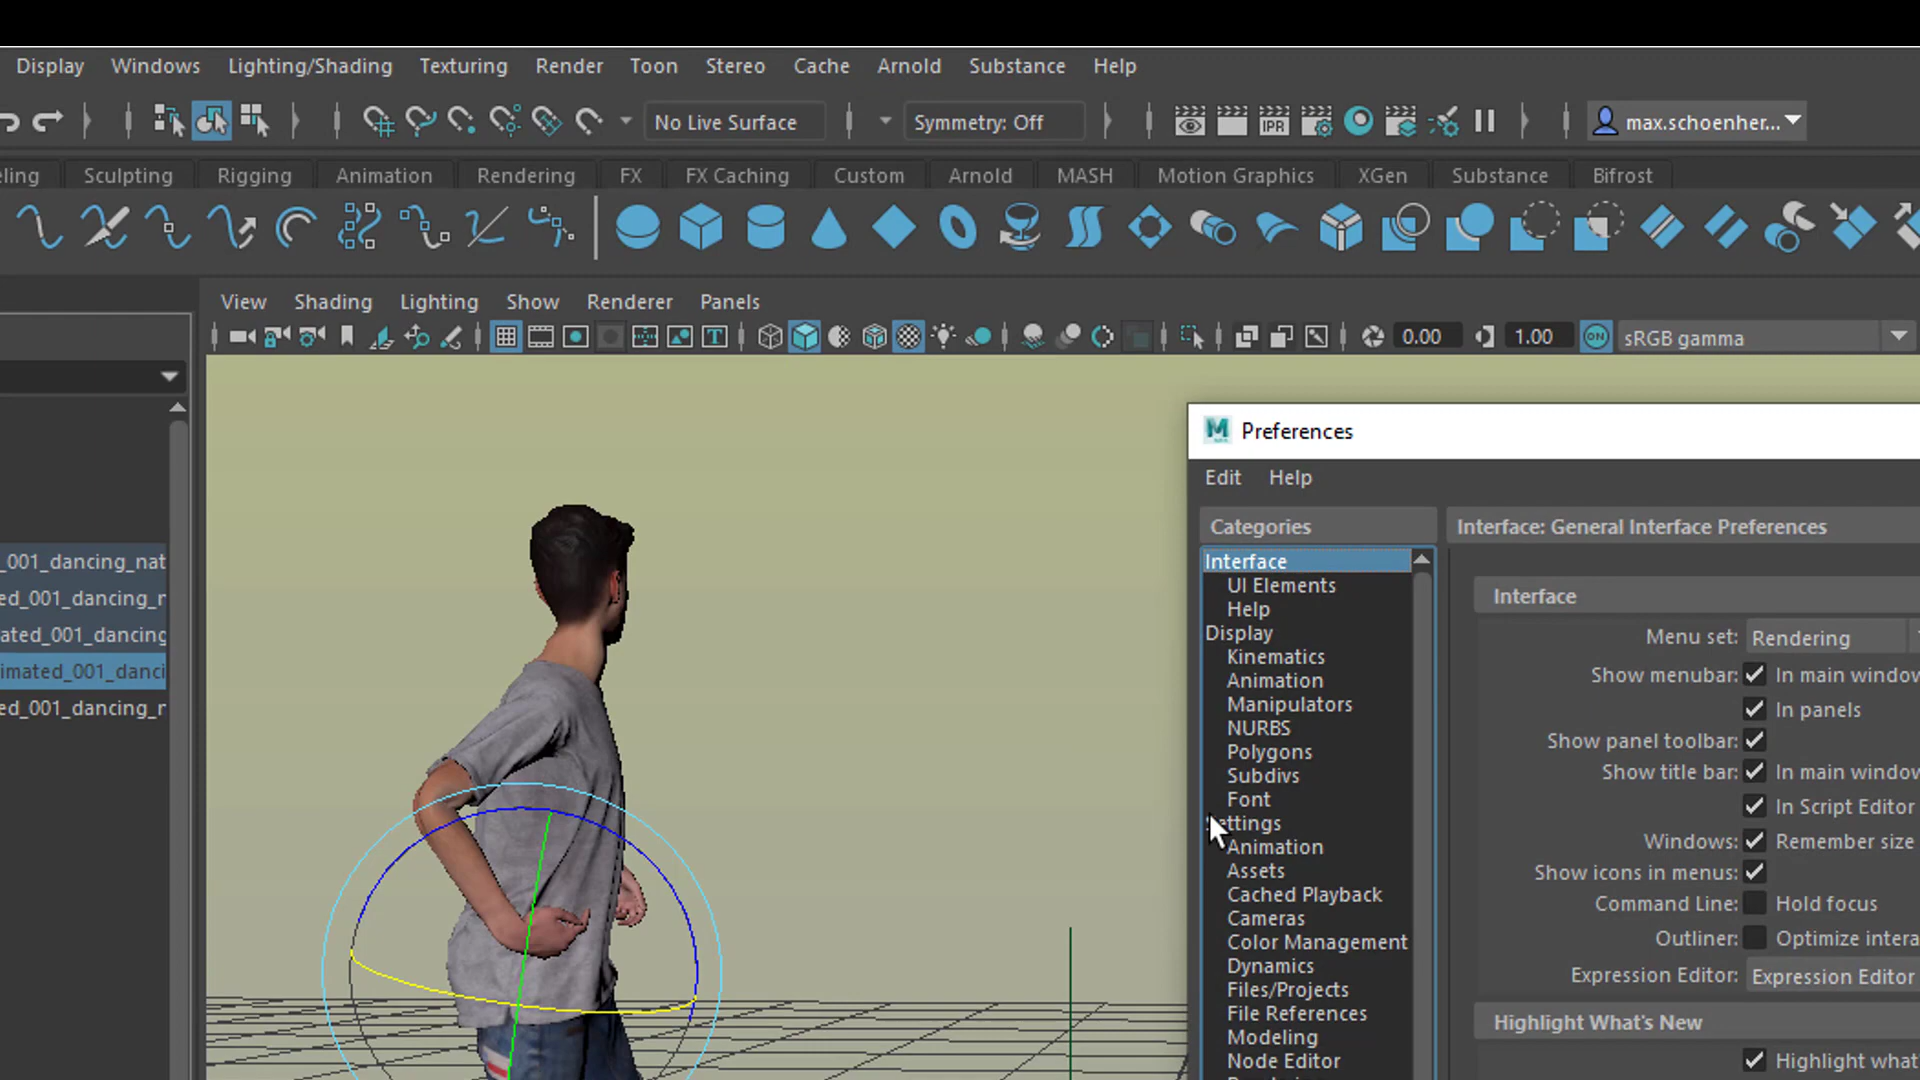 Display Windows Lighting/Shading Texturing Render Toon Stereo Cache Arnold Substance Help
No Live Surface Symmetry: Off IPR max.schoenher...
Sculpting Rigging Animation Rendering FX FX Caching Custom Arnold MASH Motion Graphics XGen Substance Bifrost
View Shading Lighting Show Renderer Panels
T 0.00 1.00 ON sRGB gamma
M Preferences
Edit Help
Categories Interface: General Interface Preferences
Interface
UI Elements
Help
Display
Kinematics
Animation
Manipulators
NURBS
Polygons
Subdivs
Font
ettings
Animation
Assets
Cached Playback
Cameras
Color Management
Dynamics
Files/Projects
File References
Modeling
Node Editor
Interface
Menu set: Rendering
Show menubar: In main window
In panels
Show panel toolbar:
Show title bar: In main window
In Script Editor
Windows: Remember size
Show icons in menus:
Command Line: Hold focus
Outliner: Optimize intera
Expression Editor: Expression Editor
Highlight What's New
Highlight what'
_001_dancing_nat
ed_001_dancing_r
ated_001_dancing
imated_001_danci
ed_001_dancing_r